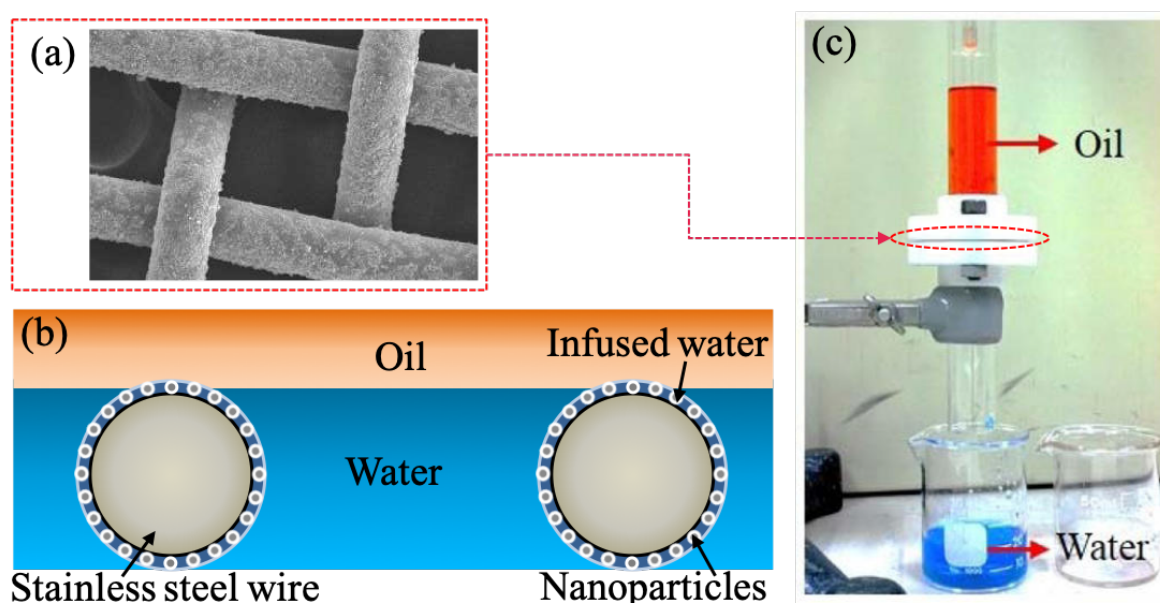 (a)
(c)
Oil
(b)
Oil
Infused water
Water
Stainless steel wire
Nanoparticles
Water